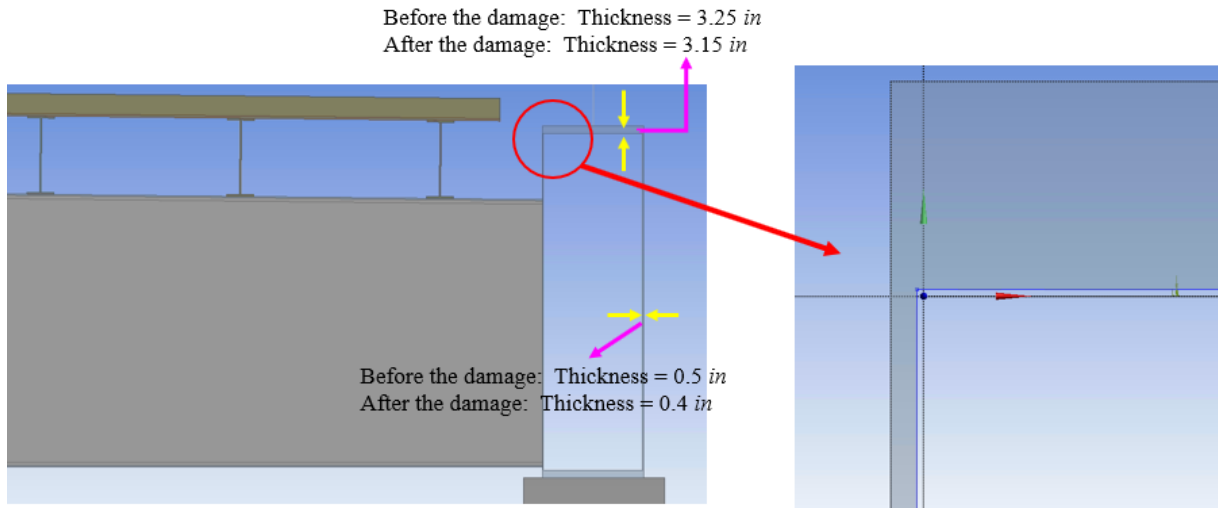 Before the damage: Thickness = 3.25 in
After the damage: Thickness = 3.15 in
Before the damage: Thickness = 0.5 in
After the damage: Thickness = 0.4 in